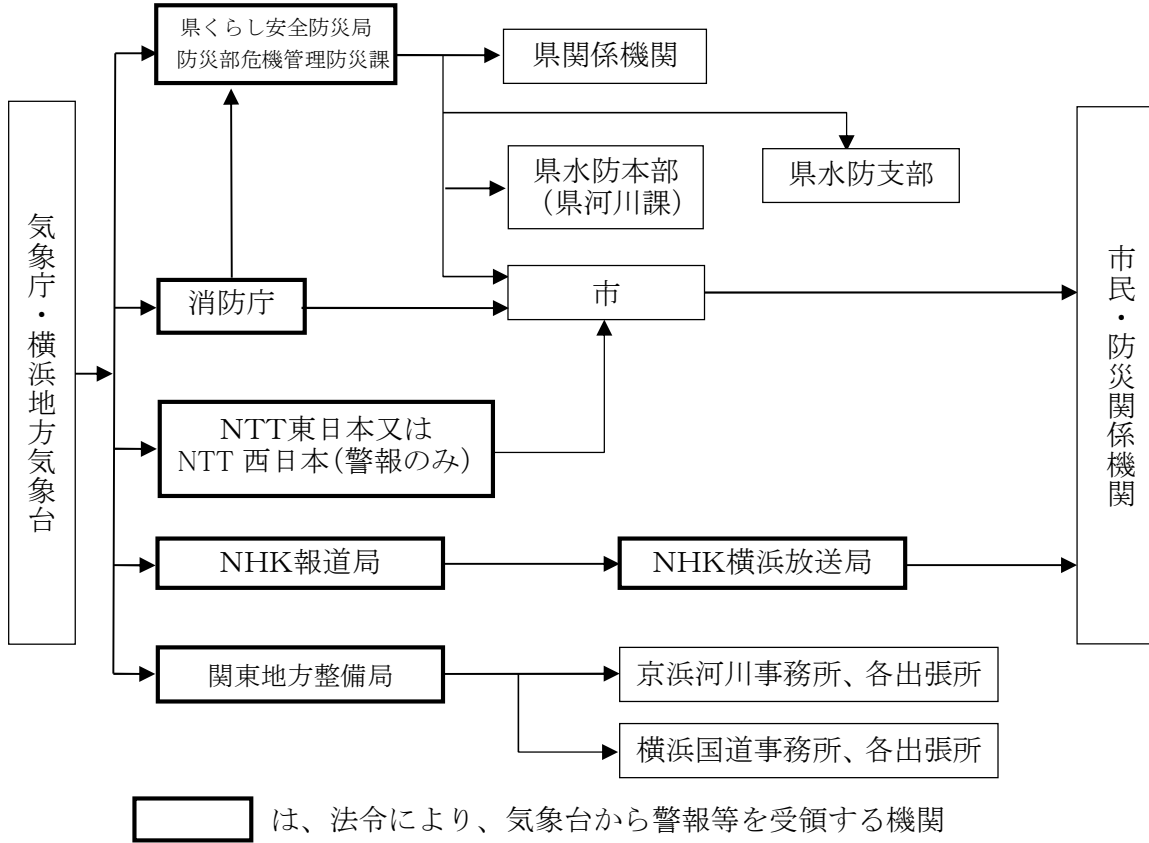 県くらし安全防災局
防災部危機管理防災課
県関係機関
県水防本部
（県河川課）
県水防支部
気象庁・横浜地方気象台
消防庁
市
市民・防災関係機関
NTT東日本又は
NTT 西日本（警報のみ）
NHK報道局
NHK横浜放送局
関東地方整備局
京浜河川事務所、各出張所
横浜国道事務所、各出張所
は、法令により、気象台から警報等を受領する機関